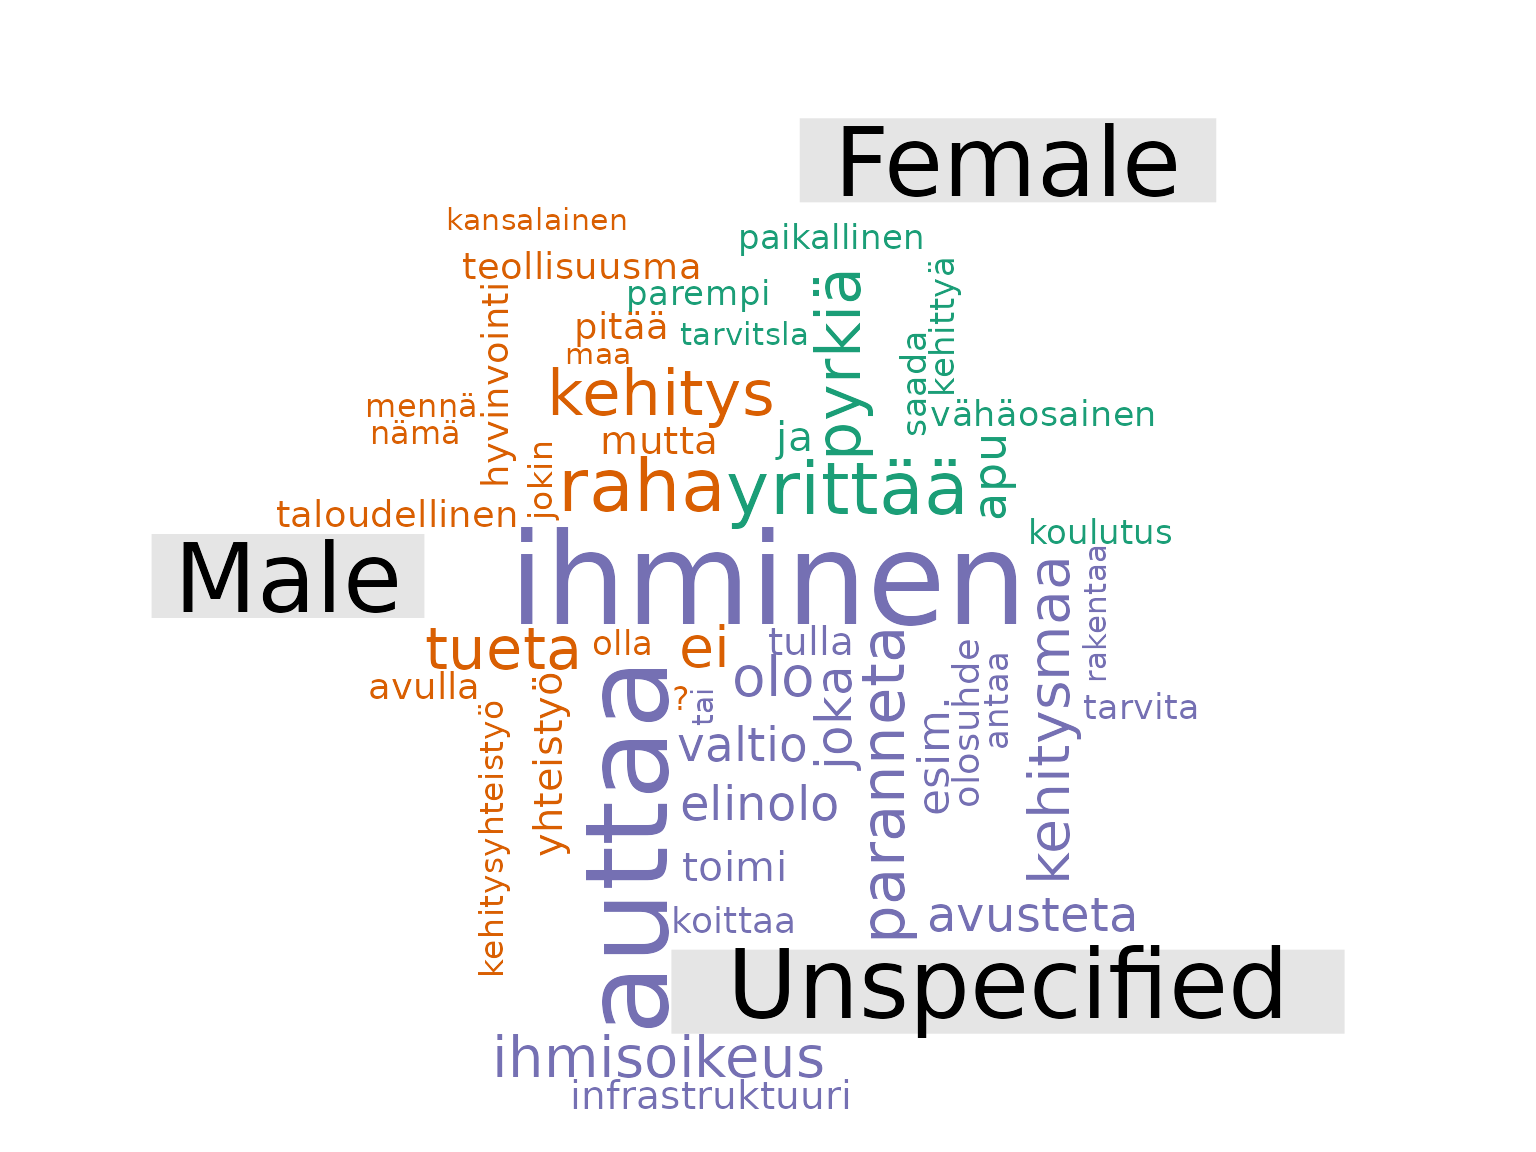 Female
kansalainen
paikallinen
teollisuusma
kehittyä
parempi
pyrkiä
hyvinvointi
pitää
tarvitsla
saada
maa
kehitys
mennä
vähäosainen
nämä
mutta
ja
jokin
raha
yrittää
apu
taloudellinen
koulutus
Male
ihminen
rakentaa
kehitysmaa
tueta
olla
ei
tulla
paranneta
olosuhde
avulla
yhteistyö
?
tai
olo
joka
antaa
kehitysyhteistyö
auttaa
valtio
esim.
tarvita
elinolo
toimi
koittaa
avusteta
Unspecified
ihmisoikeus
infrastruktuuri